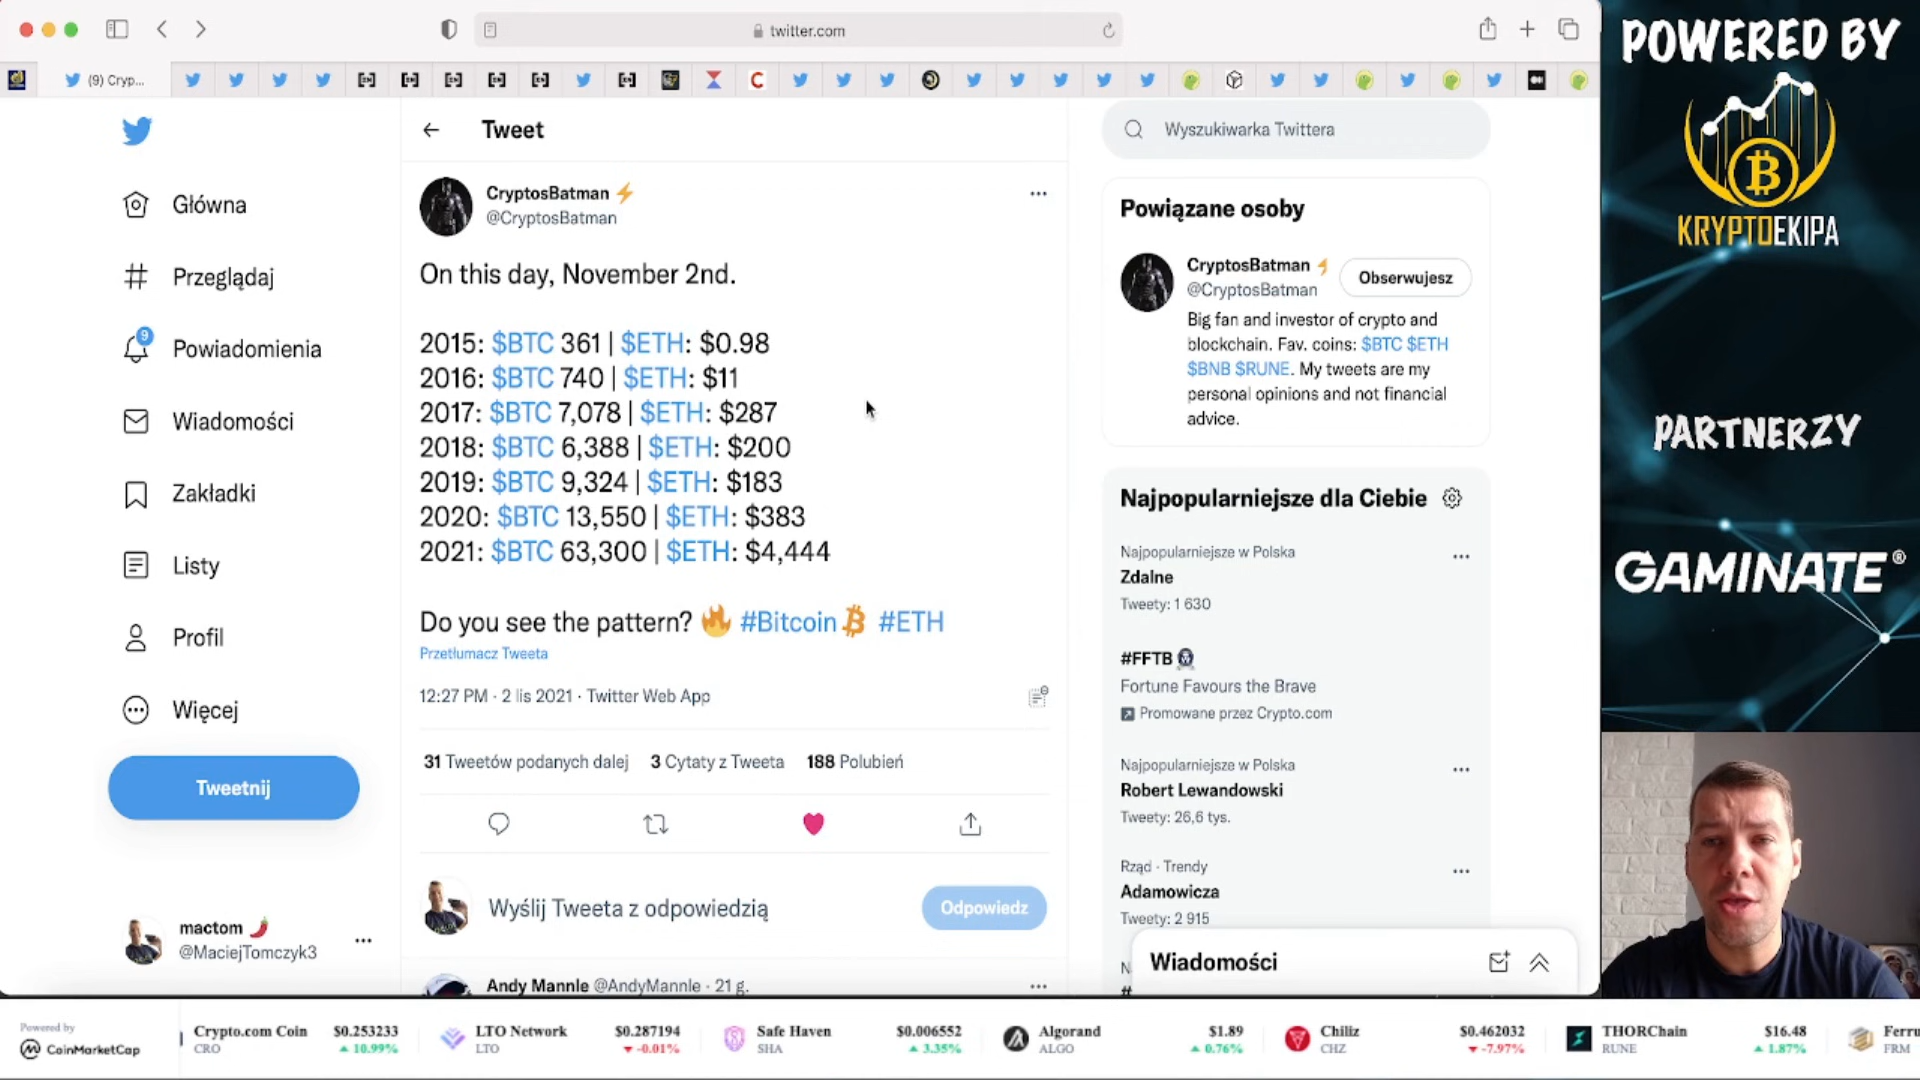 twitter.com
(9) Cryp...
POWERED BY
KRYPTOEKIPA
PARTNERZY
GAMINATE®
Główna
Przeglądaj
9
Powiadomienia
Wiadomości
Zakładki
Listy
Profil
Więcej
Tweetnij
mactom
@MaciejTomczyk3
Tweet
CryptosBatman
@CryptosBatman
On this day, November 2nd.
2015: $BTC 361 | $ETH: $0.98
2016: $BTC 740 | $ETH: $11
2017: $BTC 7,078 | $ETH: $287
2018: $BTC 6,388 | $ETH: $200
2019: $BTC 9,324 | $ETH: $183
2020: $BTC 13,550 | $ETH: $383
2021: $BTC 63,300 | $ETH: $4,444
Do you see the pattern? 🔥 #Bitcoin #ETH
Przetłumacz Tweeta
12:27 PM · 2 lis 2021 · Twitter Web App
31 Tweetów podanych dalej 3 Cytaty z Tweeta 188 Polubień
Wyślij Tweeta z odpowiedzią
Odpowiedz
Andy Mannle @AndyMannle · 21 g.
Wyszukiwarka Twittera
Powiązane osoby
CryptosBatman
@CryptosBatman
Obserwujesz
Big fan and investor of crypto and
blockchain. Fav. coins: $BTC $ETH
$BNB $RUNE. My tweets are my
personal opinions and not financial
advice.
Najpopularniejsze dla Ciebie
Najpopularniejsze w Polska
Zdalne
Tweety: 1 630
#FFTB
Fortune Favours the Brave
Promowane przez Crypto.com
Najpopularniejsze w Polska
Robert Lewandowski
Tweety: 26,6 tys.
Rząd · Trendy
Adamowicza
Tweety: 2 915
N
#
Wiadomości
Powered by
CoinMarketCap
Crypto.com Coin $0.253233
CRO ▲ 10.99%
LTO Network $0.287194
LTO ▼ -0.01%
Safe Haven $0.006552
SHA ▲ 3.35%
Algorand $1.89
ALGO ▲ 0.76%
Chiliz $0.462032
CHZ ▼ -7.97%
THORChain $16.48
RUNE ▲ 1.87%
Ferru
FRM